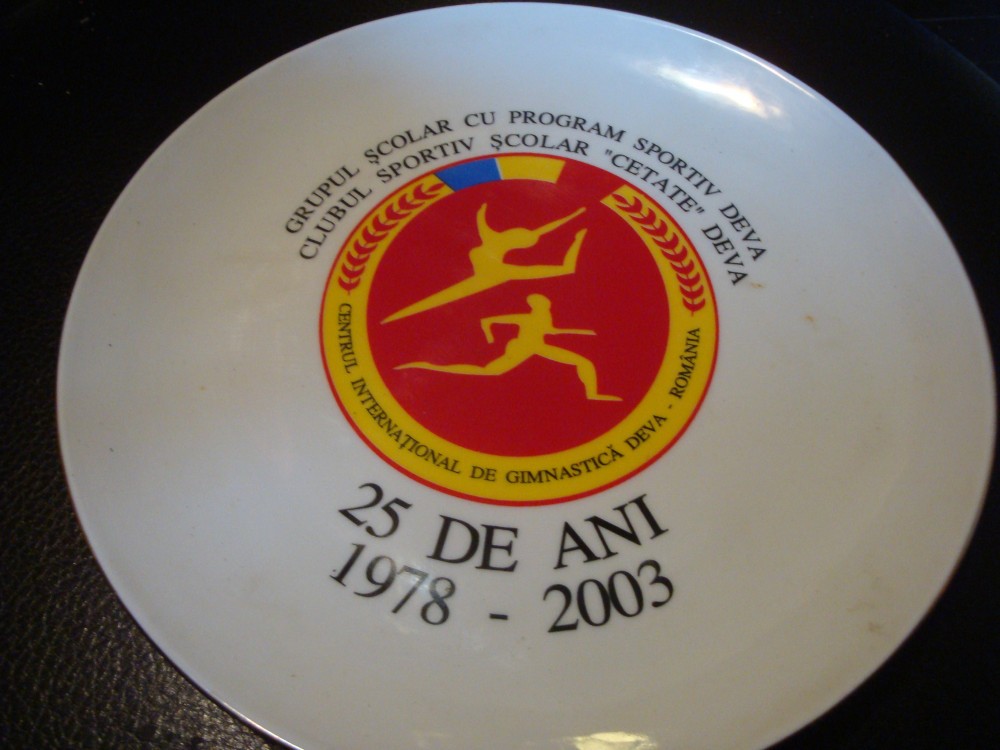 GRUPUL ŞCOLAR CU PROGRAM SPORTIV DEVA
CLUBUL SPORTIV ŞCOLAR "CETATE" DEVA
CENTRUL INTERNAŢIONAL DE GIMNASTICĂ DEVA - ROMÂNIA
25 DE ANI
1978 - 2003